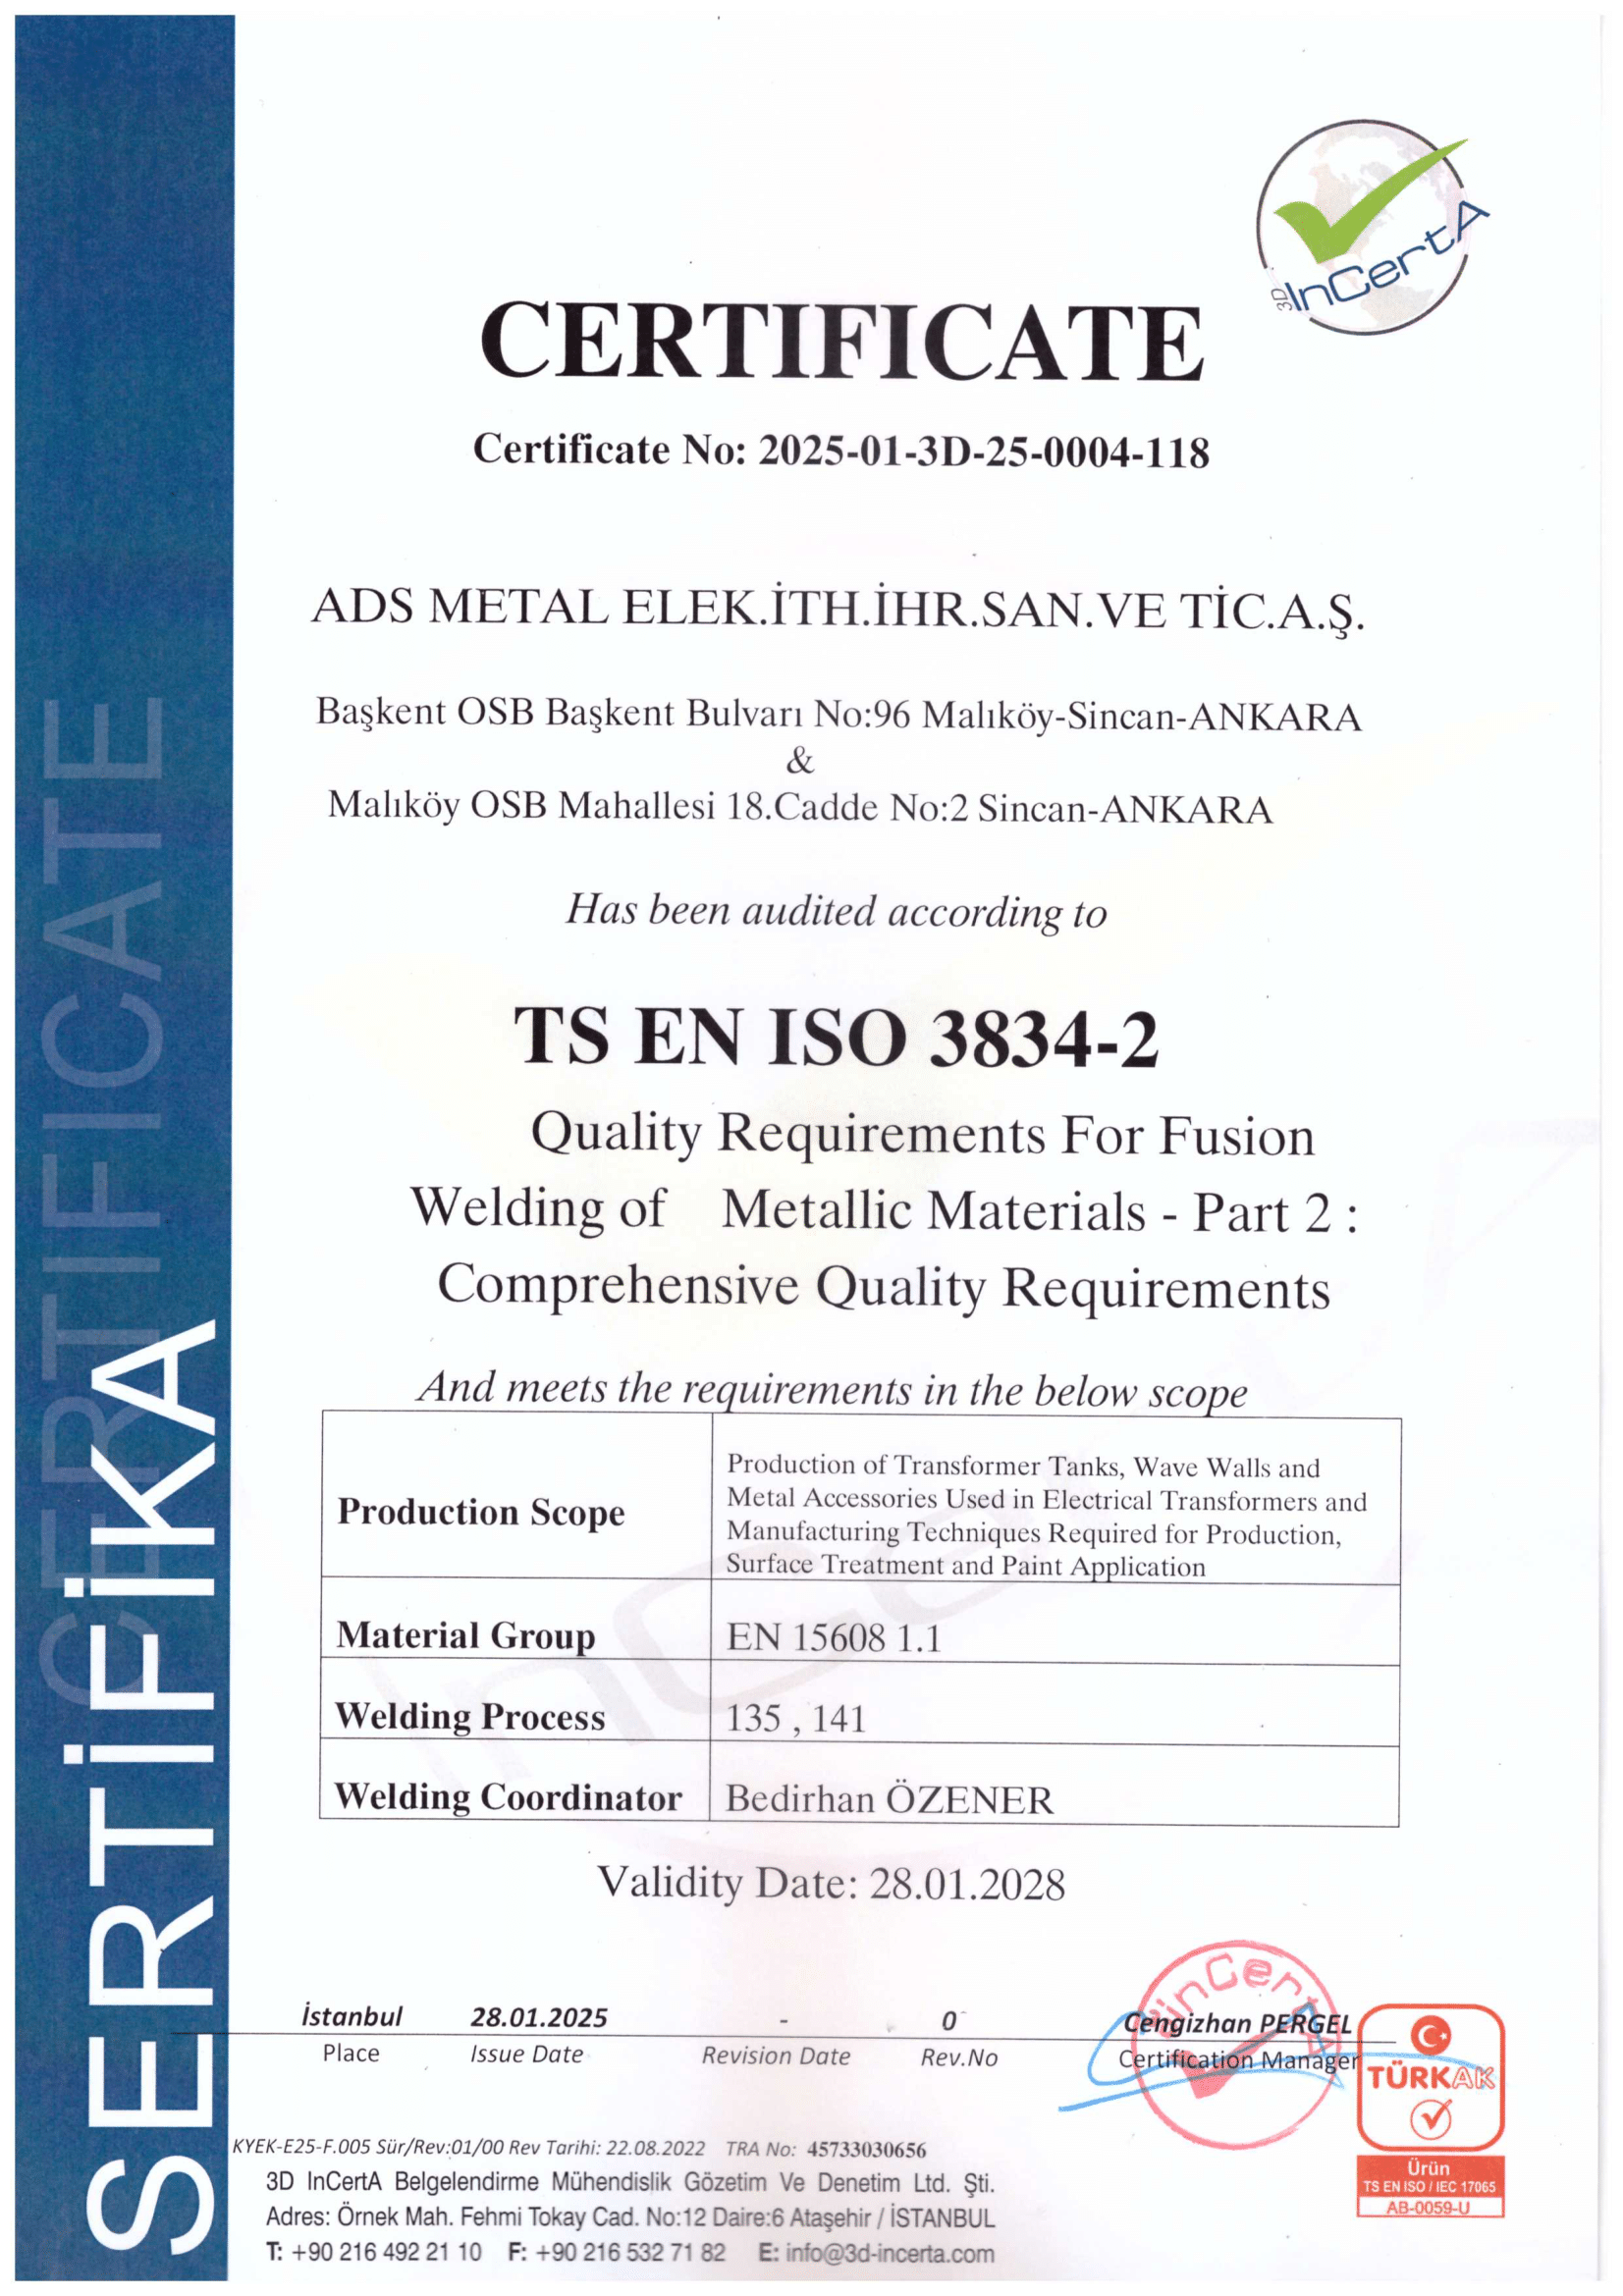 CERTIFICATE
SERTİFİKA
3D InCertA
CERTIFICATE
Certificate No: 2025-01-3D-25-0004-118
ADS METAL ELEK.İTH.İHR.SAN.VE TİC.A.Ş.
Başkent OSB Başkent Bulvarı No:96 Malıköy-Sincan-ANKARA
&
Malıköy OSB Mahallesi 18.Cadde No:2 Sincan-ANKARA
Has been audited according to
TS EN ISO 3834-2
Quality Requirements For Fusion
Welding of Metallic Materials - Part 2 :
Comprehensive Quality Requirements
And meets the requirements in the below scope
Production Scope
Production of Transformer Tanks, Wave Walls and
Metal Accessories Used in Electrical Transformers and
Manufacturing Techniques Required for Production,
Surface Treatment and Paint Application
Material Group EN 15608 1.1
Welding Process 135 , 141
Welding Coordinator Bedirhan ÖZENER
Validity Date: 28.01.2028
İstanbul 28.01.2025 - 0 Cengizhan PERGEL
Place Issue Date Revision Date Rev.No Certification Manager
InCertA
TÜRKAK
Ürün
TS EN ISO / IEC 17065
AB-0059-U
KYEK-E25-F.005 Sür/Rev:01/00 Rev Tarihi: 22.08.2022 TRA No: 45733030656
3D InCertA Belgelendirme Mühendislik Gözetim Ve Denetim Ltd. Şti.
Adres: Örnek Mah. Fehmi Tokay Cad. No:12 Daire:6 Ataşehir / İSTANBUL
T: +90 216 492 21 10 F: +90 216 532 71 82 E: info@3d-incerta.com